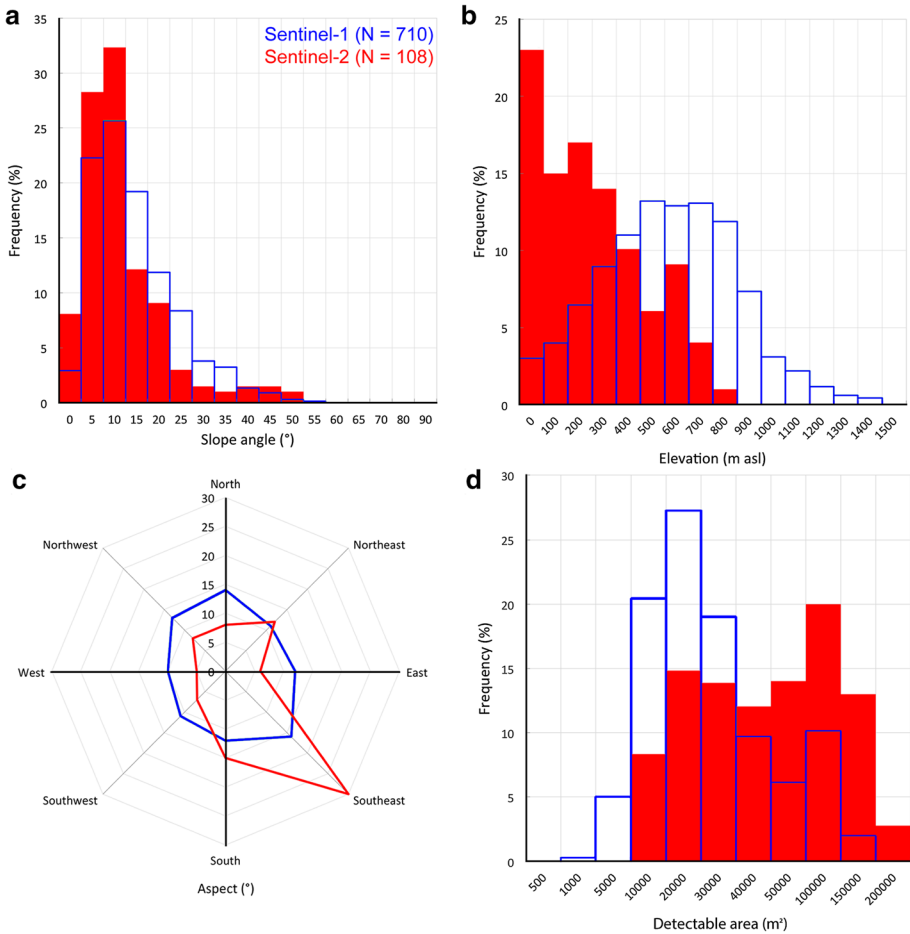 a
Sentinel-1 (N = 710)
Sentinel-2 (N = 108)
Frequency (%)
35
30
25
20
15
10
5
0
0 5 10 15 20 25 30 35 40 45 50 55 60 65 70 80 90
Slope angle (°)
b
Frequency (%)
25
20
15
10
5
0
0 100 200 300 400 500 600 700 800 900 1000 1100 1200 1300 1400 1500
Elevation (m asl)
c
North
Northeast
East
Southeast
South
Southwest
West
Northwest
30
25
20
15
10
5
0
Aspect (°)
d
Frequency (%)
30
25
20
15
10
5
0
500 1000 5000 10000 20000 30000 40000 50000 100000 150000 200000
Detectable area (m²)